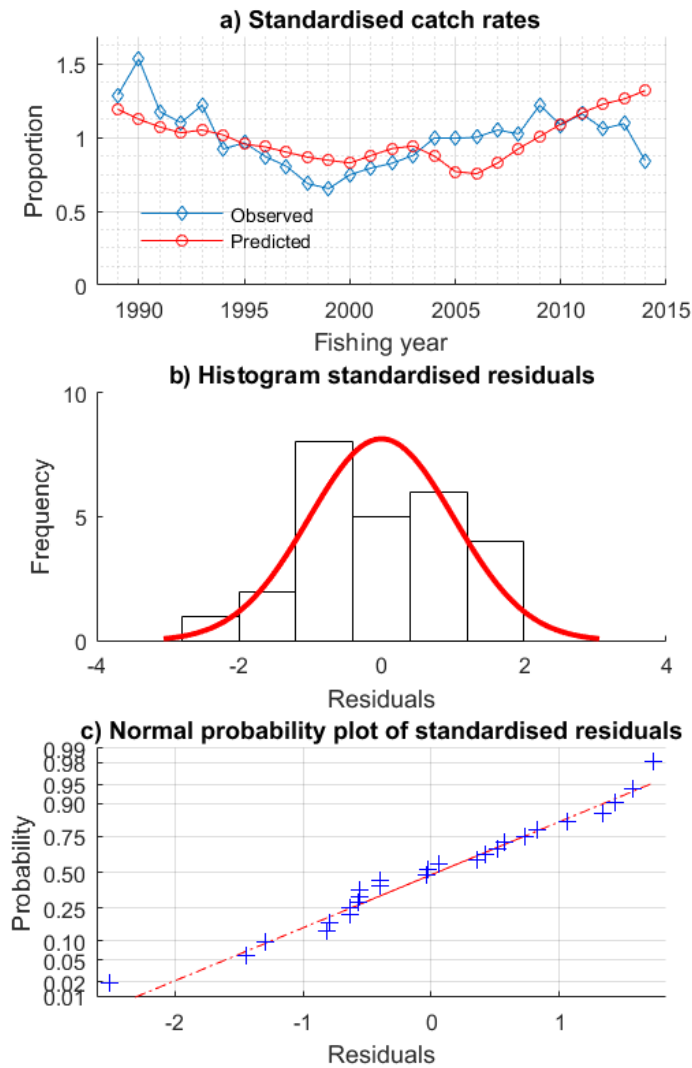 a) Standardised catch rates
1.5
1
0.5
0
Proportion
Observed
Predicted
1990 1995 2000 2005 2010 2015
Fishing year
b) Histogram standardised residuals
10
5
0
Frequency
-4 -2 0 2 4
Residuals
c) Normal probability plot of standardised residuals
0.99
0.98
0.95
0.90
0.75
0.50
0.25
0.10
0.05
0.02
0.01
Probability
-2 -1 0 1
Residuals